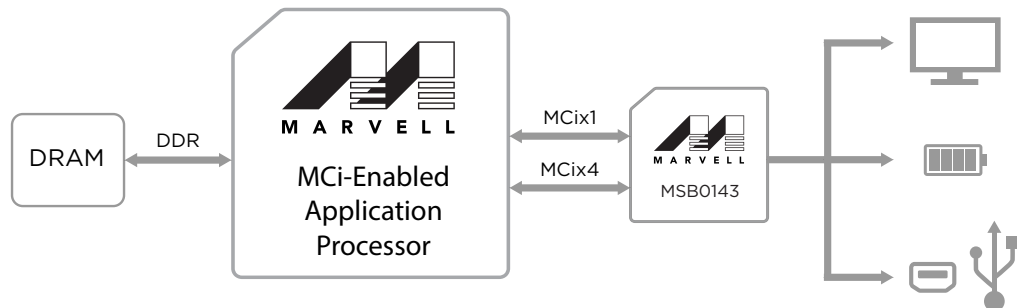 DRAM
DDR
MARVELL
MCi-Enabled
Application
Processor
MCix1
MCix4
MARVELL
MSB0143